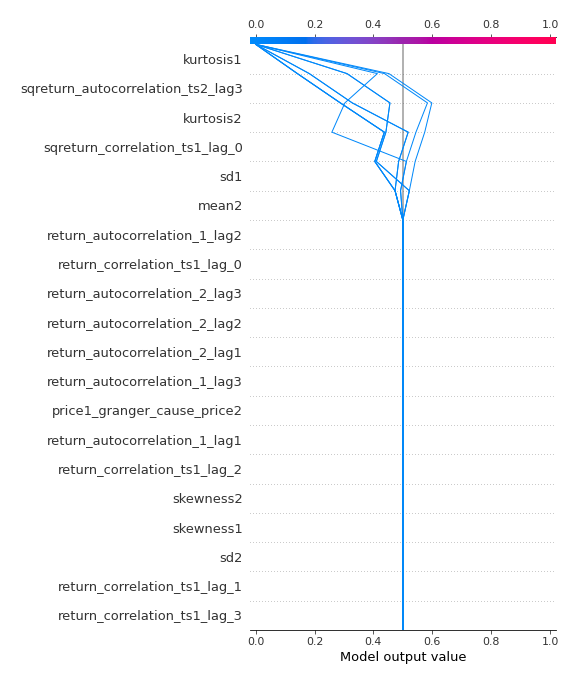 0.0 0.2 0.4 0.6 0.8 1.0
kurtosis1
sqreturn_autocorrelation_ts2_lag3
kurtosis2
sqreturn_correlation_ts1_lag_0
sd1
mean2
return_autocorrelation_1_lag2
return_correlation_ts1_lag_0
return_autocorrelation_2_lag3
return_autocorrelation_2_lag2
return_autocorrelation_2_lag1
return_autocorrelation_1_lag3
price1_granger_cause_price2
return_autocorrelation_1_lag1
return_correlation_ts1_lag_2
skewness2
skewness1
sd2
return_correlation_ts1_lag_1
return_correlation_ts1_lag_3
0.0 0.2 0.4 0.6 0.8 1.0
Model output value